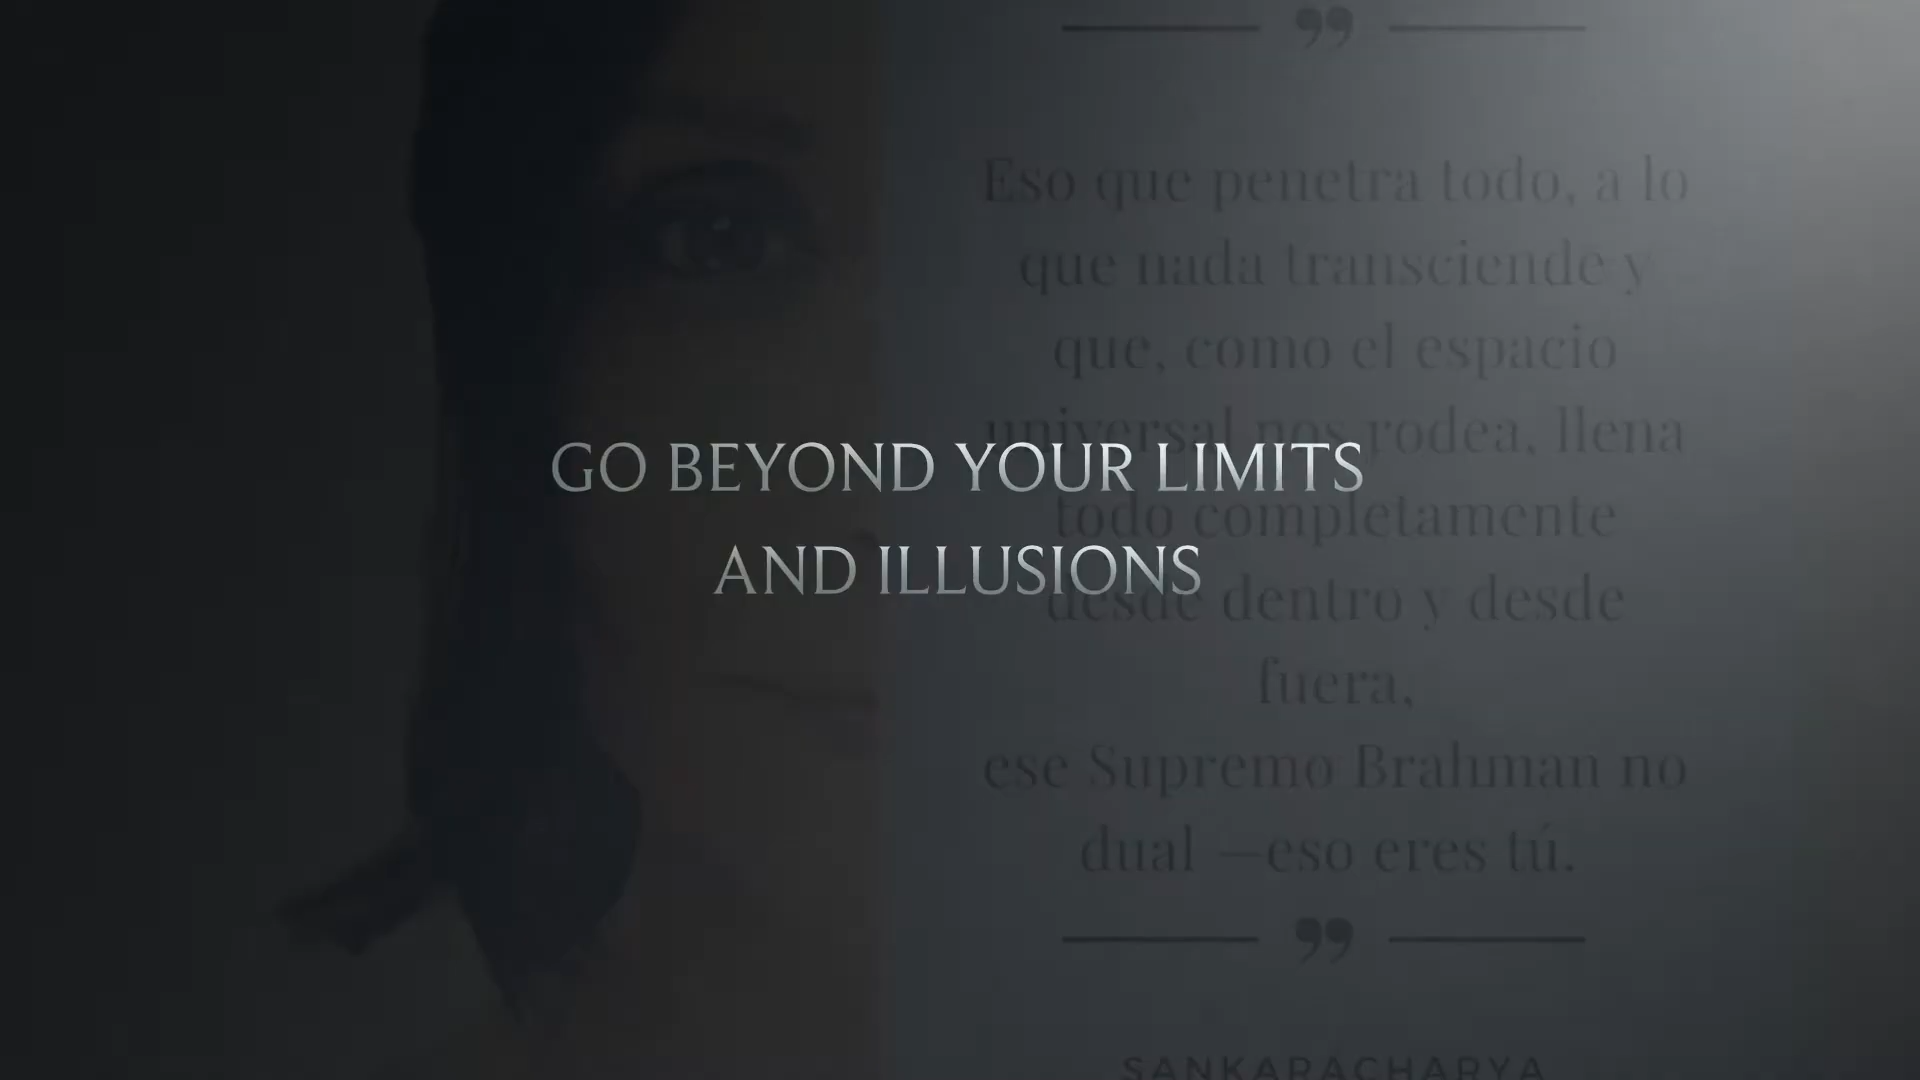 ”
Eso que penetra todo, a lo
que nada transciende y
que, como el espacio
universal nos rodea, llena
todo completamente
desde dentro y desde
fuera,
ese Supremo Brahman no
dual —eso eres tú.
”
SANKARACHARYA
GO BEYOND YOUR LIMITS
AND ILLUSIONS